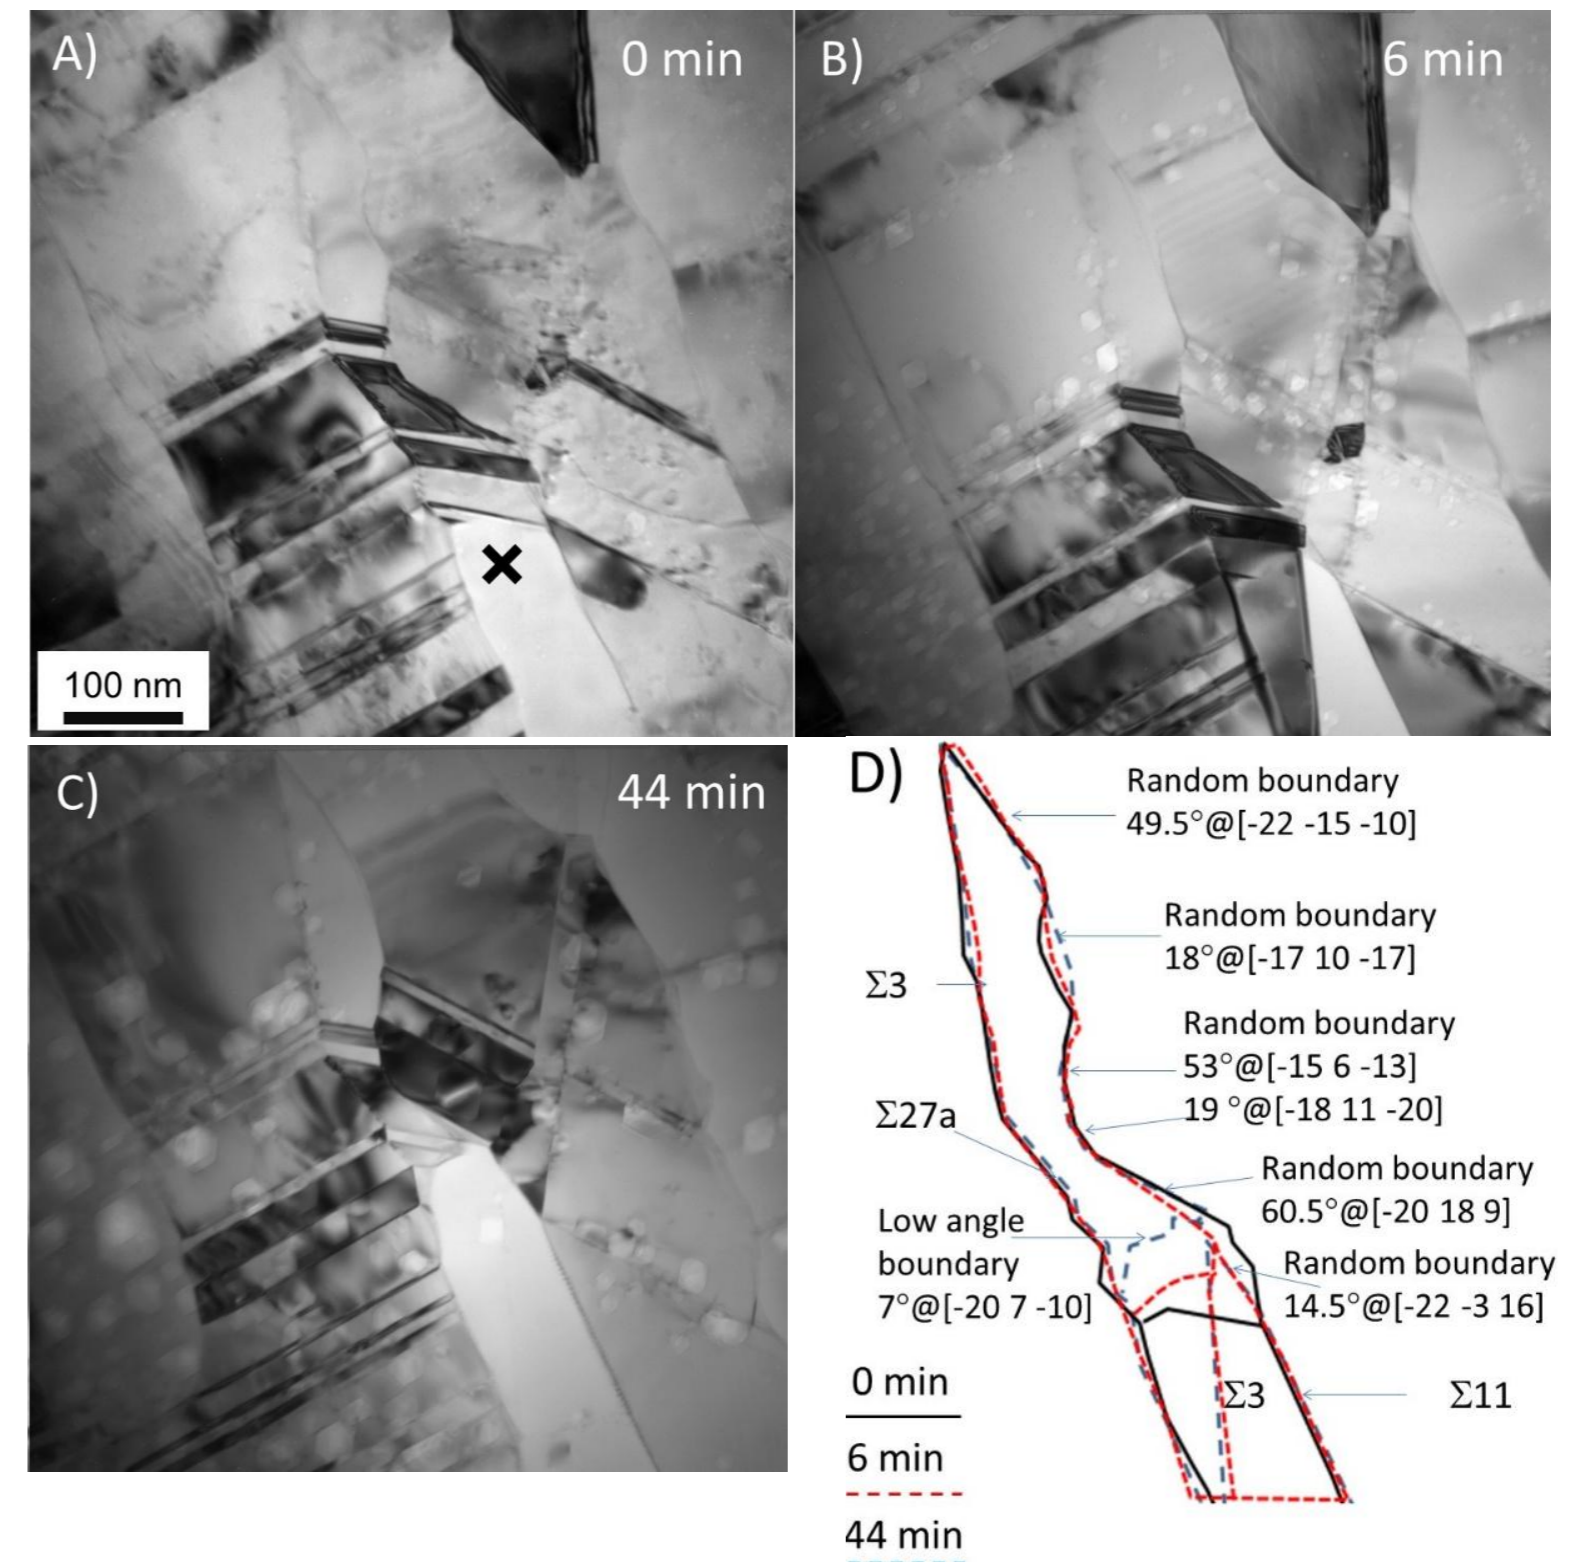 A)
0 min
B)
6 min
100 nm
C)
44 min
D)
Random boundary
49.5°@[-22 -15 -10]
Random boundary
18°@[-17 10 -17]
Σ3
Random boundary
53°@[-15 6 -13]
19 °@[-18 11 -20]
Σ27a
Random boundary
60.5°@[-20 18 9]
Low angle
boundary
7°@[-20 7 -10]
Random boundary
14.5°@[-22 -3 16]
Σ3
Σ11
0 min
6 min
44 min